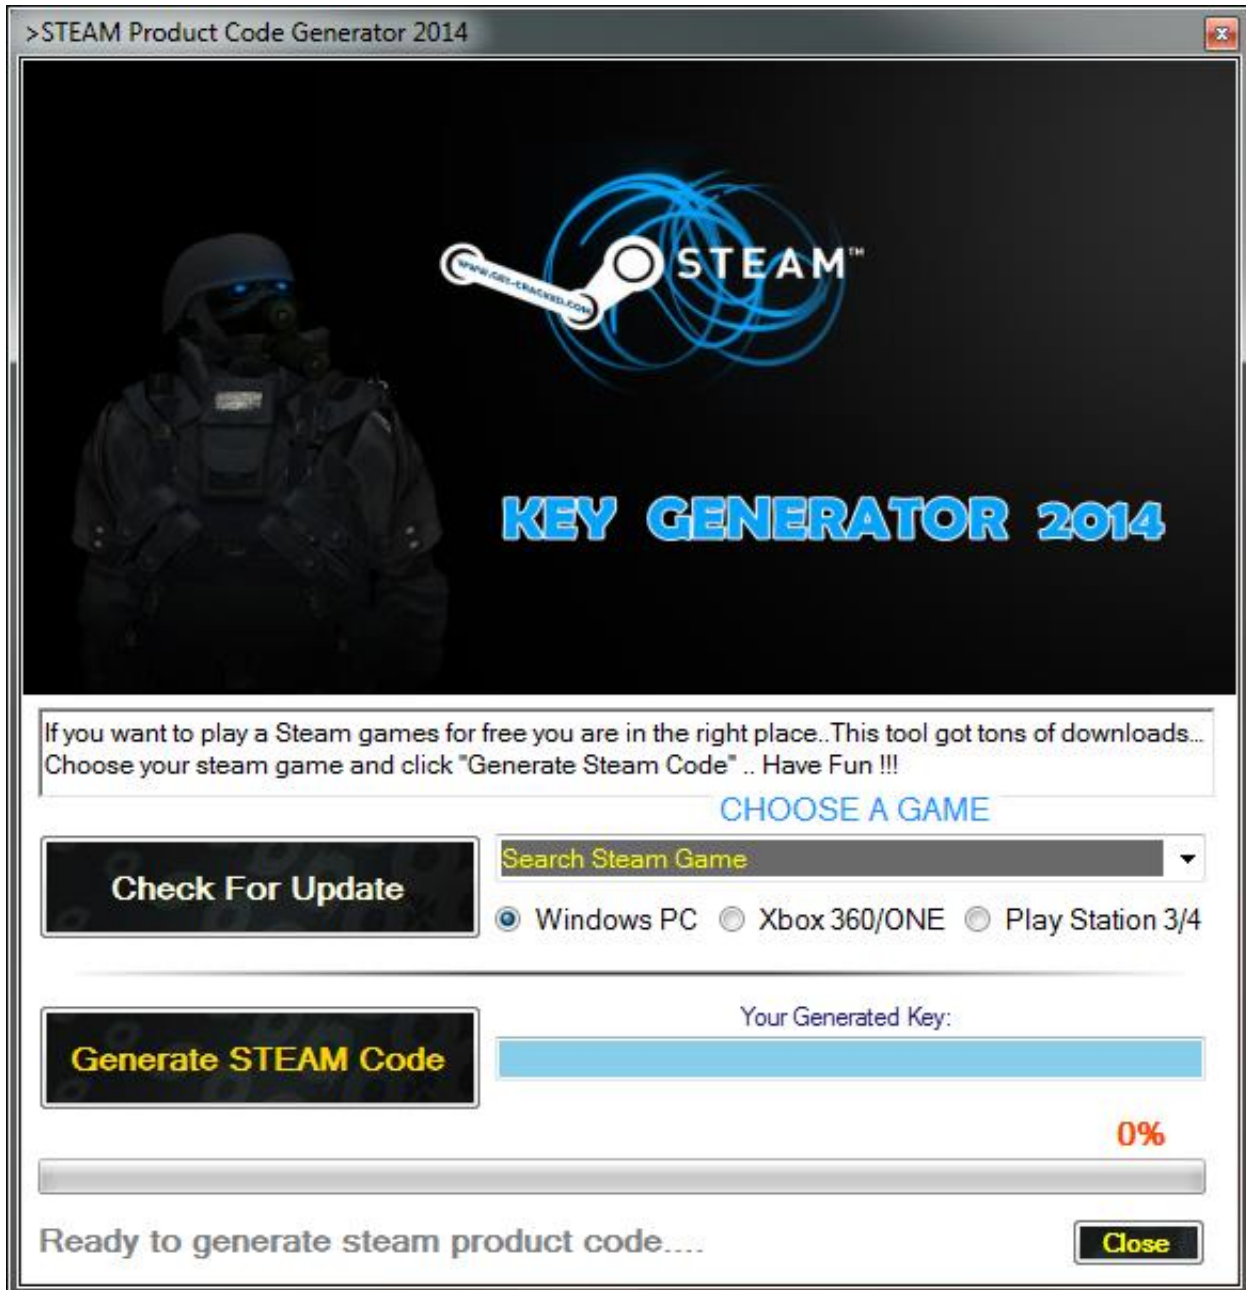 >STEAM Product Code Generator 2014
STEAM™
KEY GENERATOR 2014
If you want to play a Steam games for free you are in the right place..This tool got tons of downloads...
Choose your steam game and click "Generate Steam Code" .. Have Fun !!!
CHOOSE A GAME
Check For Update
Search Steam Game
Windows PC
Xbox 360/ONE
Play Station 3/4
Your Generated Key:
Generate STEAM Code
0%
Ready to generate steam product code....
Close